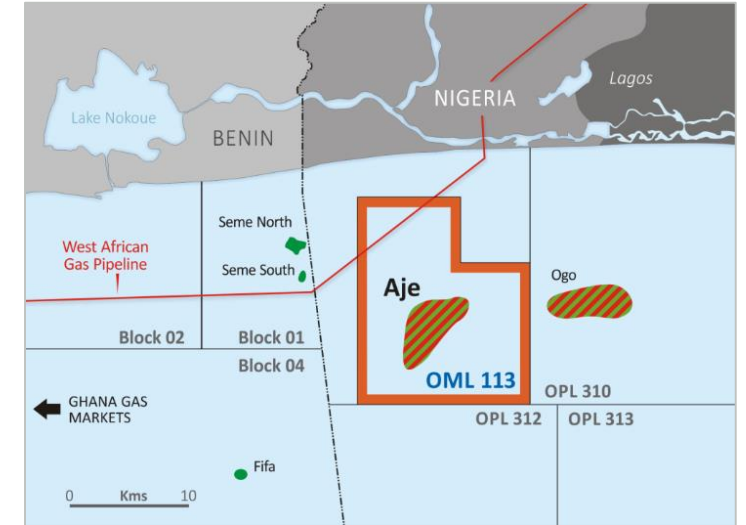 Lagos
NIGERIA
Lake Nokoue
BENIN
Seme North
West African
Gas Pipeline
Seme South
Ogo
Aje
Block 02
Block 01
Block 04
OML 113
OPL 310
GHANA GAS
MARKETS
OPL 312
OPL 313
Fifa
0 Kms 10